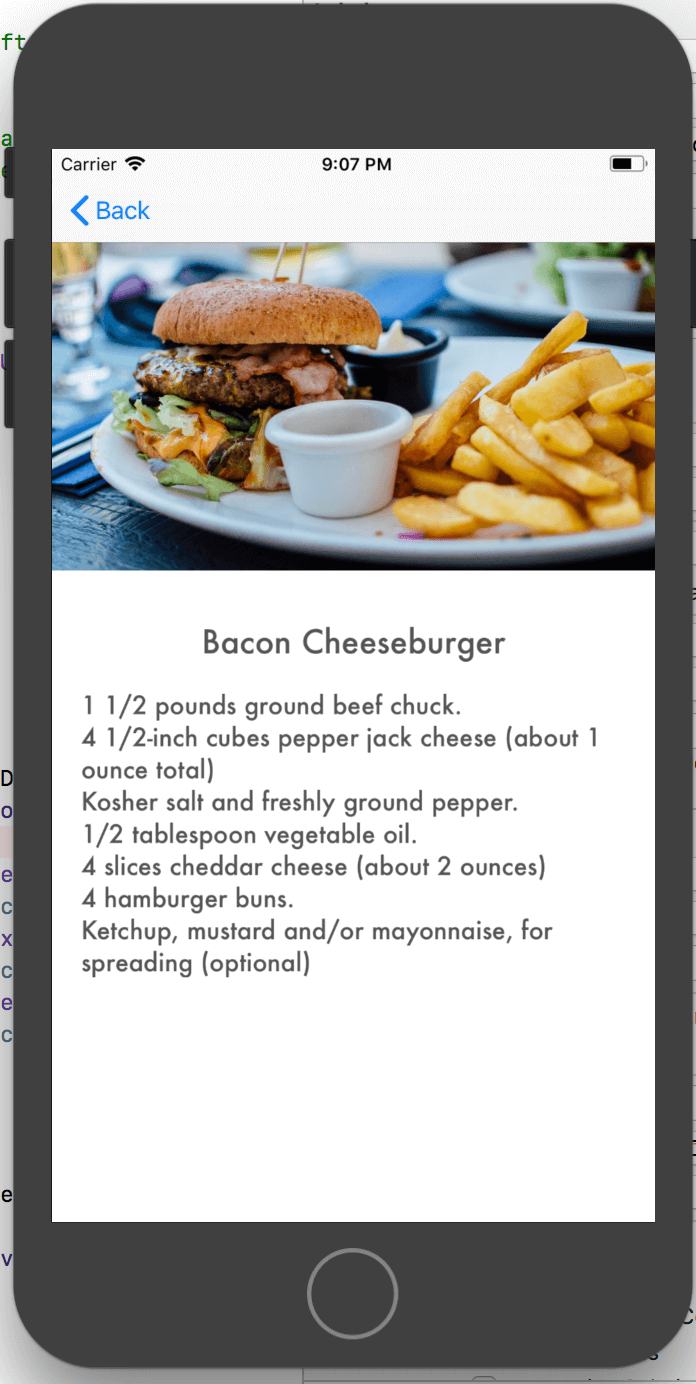 Carrier 9:07 PM
Back
Bacon Cheeseburger
1 1/2 pounds ground beef chuck.
4 1/2-inch cubes pepper jack cheese (about 1
ounce total)
Kosher salt and freshly ground pepper.
1/2 tablespoon vegetable oil.
4 slices cheddar cheese (about 2 ounces)
4 hamburger buns.
Ketchup, mustard and/or mayonnaise, for
spreading (optional)